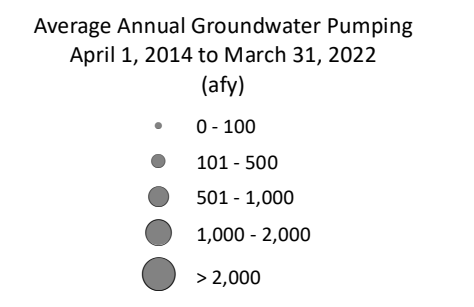 Average Annual Groundwater Pumping
April 1, 2014 to March 31, 2022
(afy)
0 - 100
101 - 500
501 - 1,000
1,000 - 2,000
> 2,000